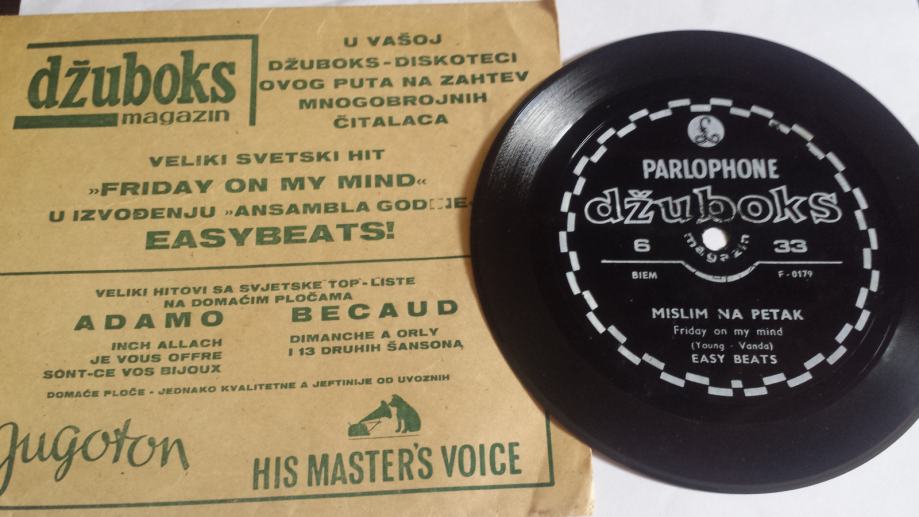 džuboks
magazin
U VAŠOJ
DŽUBOKS-DISKOTECI
OVOG PUTA NA ZAHTEV
MNOGOBROJNIH
ČITALACA
VELIKI SVETSKI HIT
»FRIDAY ON MY MIND«
U IZVOĐENJU »ANSAMBLA
EASYBEATS!
VELIKI HITOVI SA SVJETSKE TOP-LISTE
NA DOMAĆIM PLOČAMA
ADAMO
INCH ALLACH
JE VOUS OFFRE
SONT-CE VOS BIJOUX
BECAUD
DIMANCHE A ORLY
I 13 DRUHIH ŠANSONA
DOMAĆE PLOČE - JEDNAKO KVALITETNE A JEFTINIJE OD UVOZNIH
Jugoton
HIS MASTER'S VOICE
£
PARLOPHONE
džuboks
magazin
6 33
BIEM F-0179
MISLIM NA PETAK
Friday on my mind
(Young - Vanda)
EASY BEATS